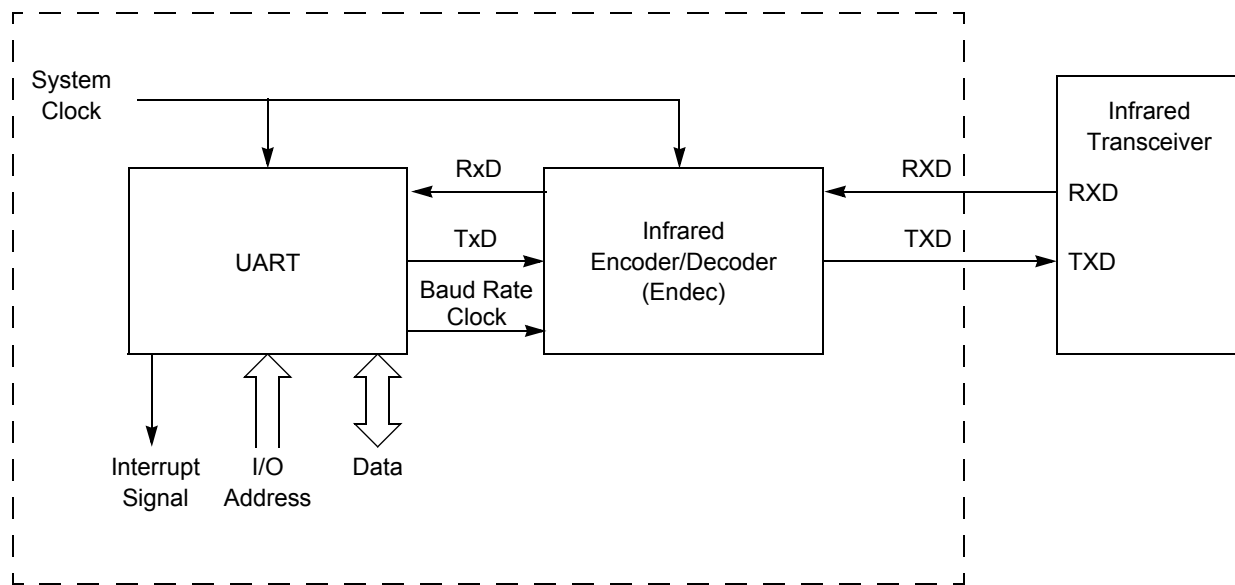 System
Clock
Infrared
Transceiver
RxD
RXD
RXD
UART
TxD
Infrared
Encoder/Decoder
(Endec)
TXD
TXD
Baud Rate
Clock
Interrupt
Signal
I/O
Address
Data